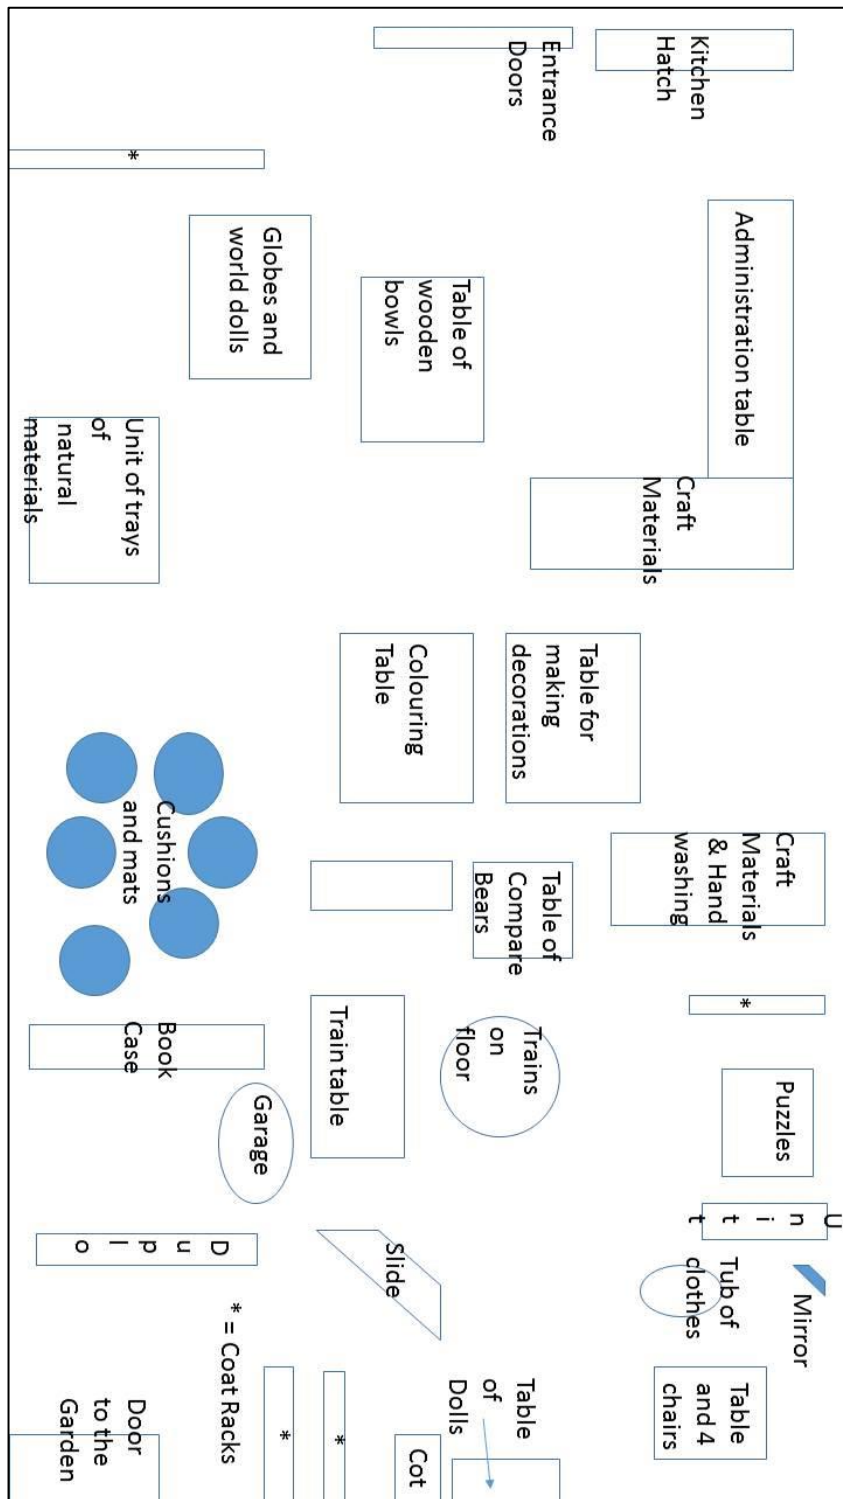 Kitchen
Hatch
Entrance
Doors
*
Administration table
Globes and
world dolls
Table of
wooden
bowls
Unit of trays
of
natural
materials
Craft
Materials
Colouring
Table
Table for
making
decorations
Cushions
and mats
Table of
Compare
Bears
Craft
Materials
& Hand
washing
*
Book
Case
Train table
Trains
on
floor
Puzzles
Garage
Unit
Duplo
Slide
Tub of
clothes
Mirror
* = Coat Racks
Door
to the
Garden
*
*
Cot
Table
of
Dolls
Table
and 4
chairs